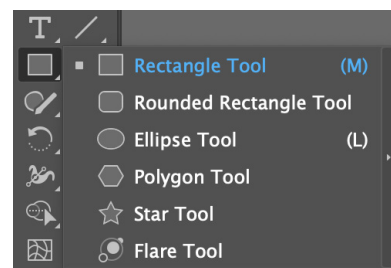 T
Rectangle Tool (M)
Rounded Rectangle Tool
Ellipse Tool (L)
Polygon Tool
Star Tool
Flare Tool